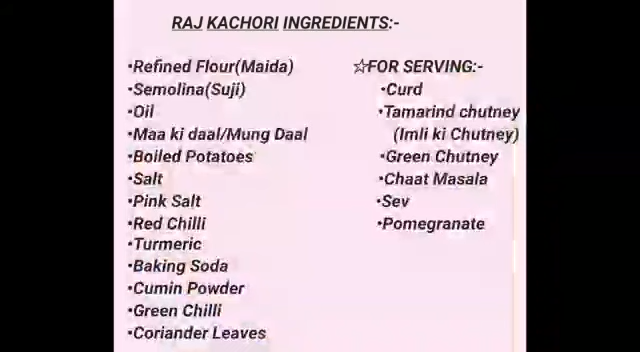 RAJ KACHORI INGREDIENTS:-
•Refined Flour(Maida)
•Semolina(Suji)
•Oil
•Maa ki daal/Mung Daal
•Boiled Potatoes
•Salt
•Pink Salt
•Red Chilli
•Turmeric
•Baking Soda
•Cumin Powder
•Green Chilli
•Coriander Leaves
☆FOR SERVING:-
•Curd
•Tamarind chutney
(Imli ki Chutney)
•Green Chutney
•Chaat Masala
•Sev
•Pomegranate